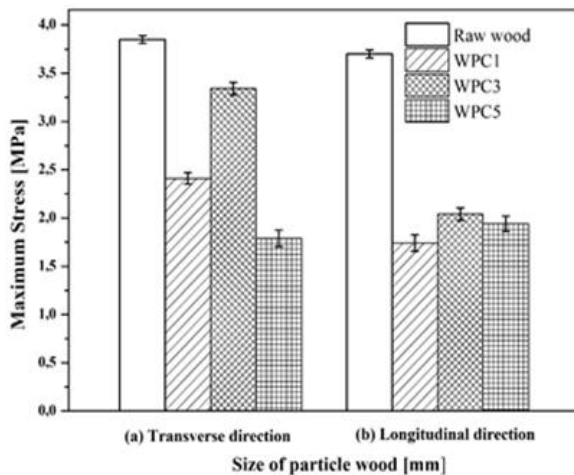 Maximum Stress [MPa]
4,0
3,5
3,0
2,5
2,0
1,5
1,0
0,5
0,0
Raw wood
WPC1
WPC3
WPC5
(a) Transverse direction
(b) Longitudinal direction
Size of particle wood [mm]